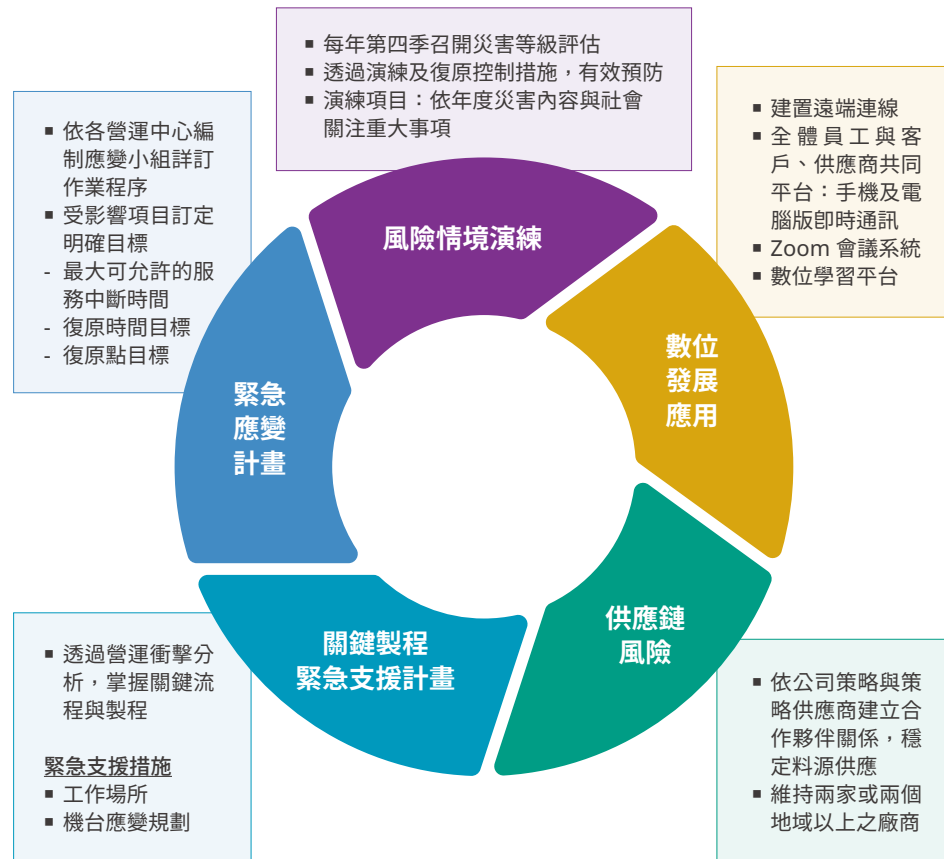 ■ 每年第四季召開災害等級評估
■ 透過演練及復原控制措施，有效預防
■ 演練項目：依年度災害內容與社會
關注重大事項
■ 依各營運中心編
制應變小組詳訂
作業程序
■ 受影響項目訂定
明確目標
- 最大可允許的服
務中斷時間
- 復原時間目標
- 復原點目標
■ 建置遠端連線
■ 全體員工與客
戶、供應商共同
平台：手機及電
腦版卽時通訊
■ Zoom 會議系統
■ 數位學習平台
風險情境演練
數位
發展
應用
緊急
應變
計畫
供應鏈
風險
關鍵製程
緊急支援計畫
■ 透過營運衝擊分
析，掌握關鍵流
程與製程
緊急支援措施
■ 工作場所
■ 機台應變規劃
■ 依公司策略與策
略供應商建立合
作夥伴關係，穩
定料源供應
■ 維持兩家或兩個
地域以上之廠商